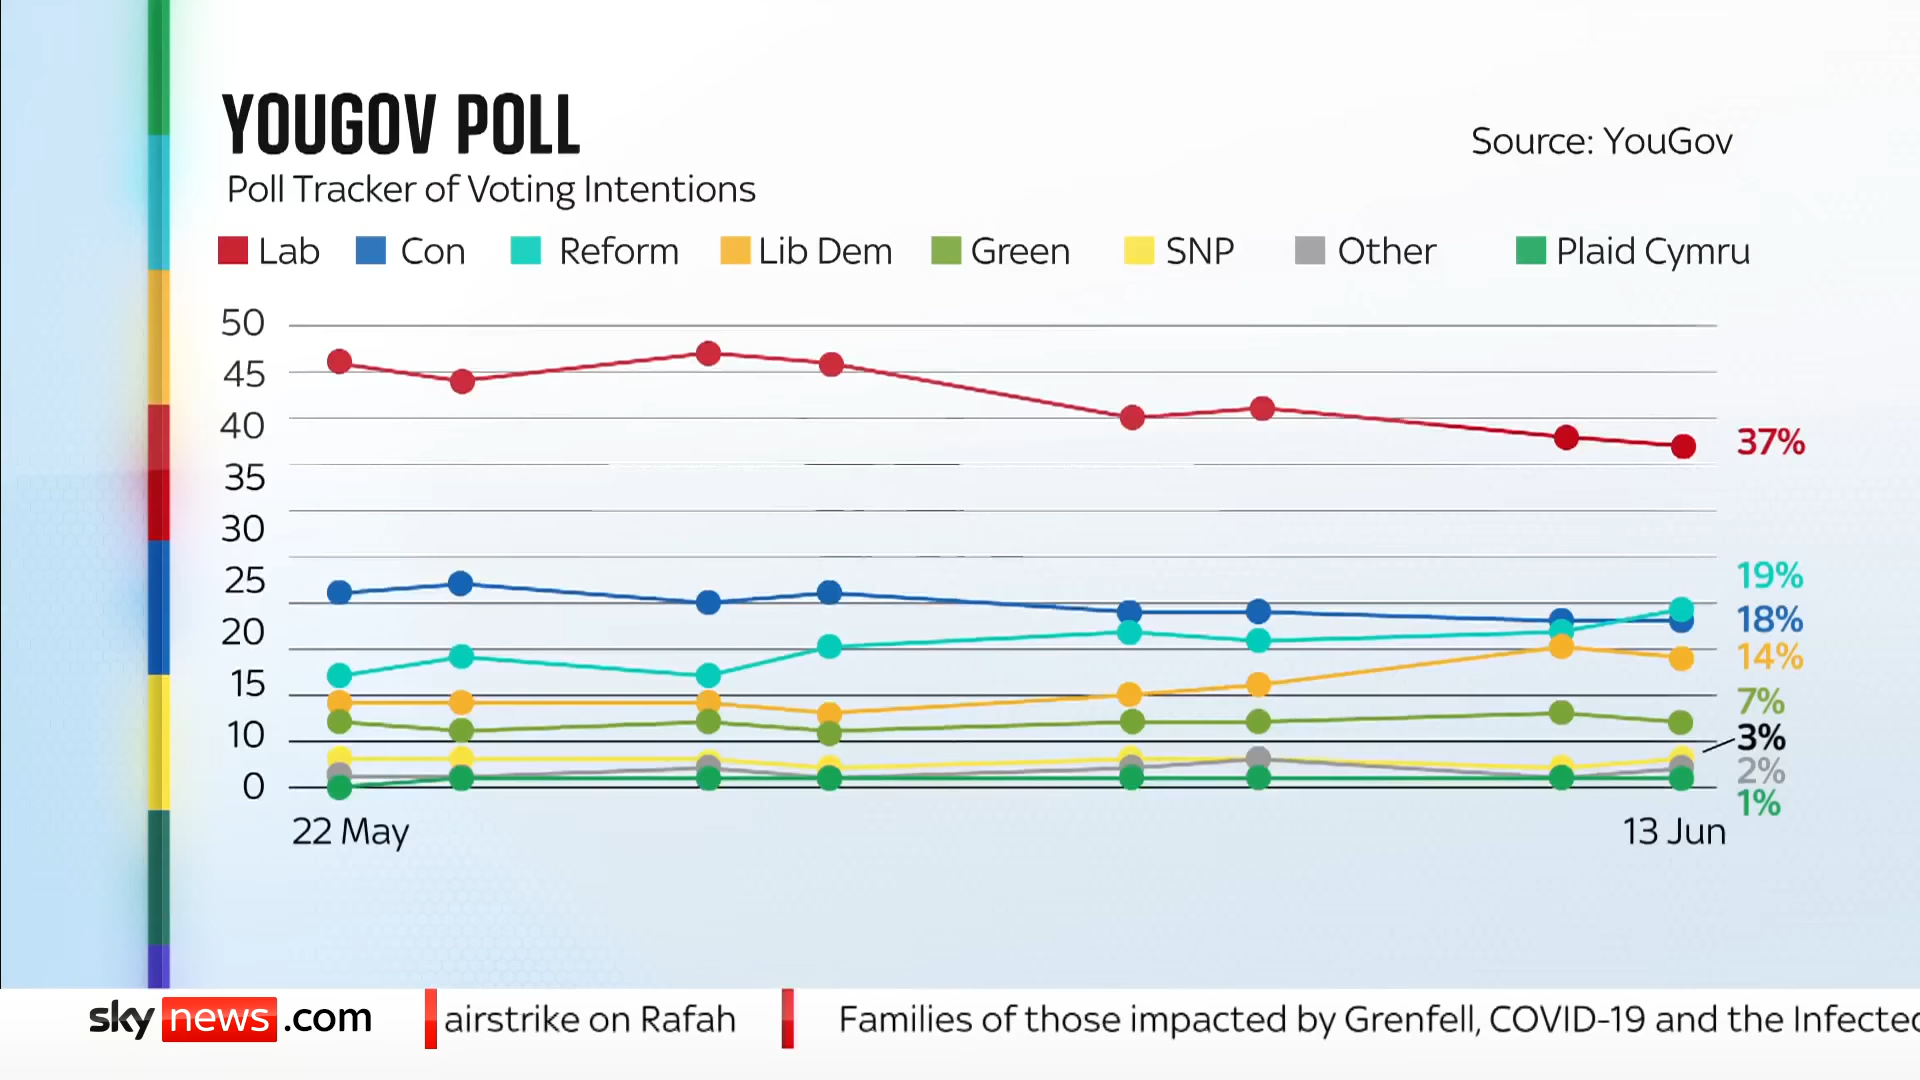 YOUGOV POLL
Source: YouGov
Poll Tracker of Voting Intentions
Lab Con Reform Lib Dem Green SNP Other Plaid Cymru
50
45
40
37%
35
30
25
19%
20
18%
14%
15
7%
10
3%
2%
0
1%
22 May
13 Jun
sky news .com airstrike on Rafah Families of those impacted by Grenfell, COVID-19 and the Infected